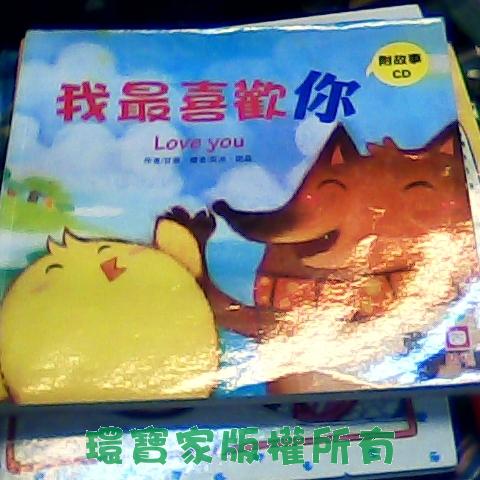 附故事
CD
我最喜歡你
Love you
環寶家版權所有